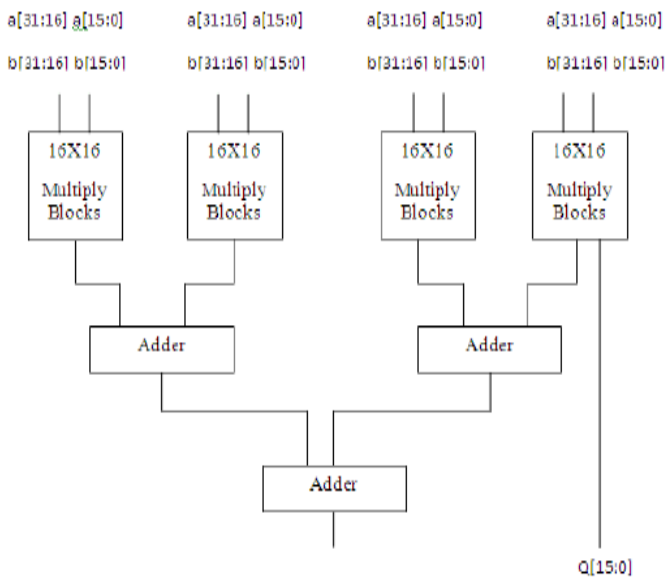 a[31:16] a[15:0] a[31:16] a[15:0] a[31:16] a[15:0] a[31:16] a[15:0]
b[31:16] b[15:0] b[31:16] b[15:0] b[31:16] b[15:0] b[31:16] b[15:0]
16X16 16X16 16X16 16X16
Multiply Multiply Multiply Multiply
Blocks Blocks Blocks Blocks
Adder Adder
Adder
Q[15:0]